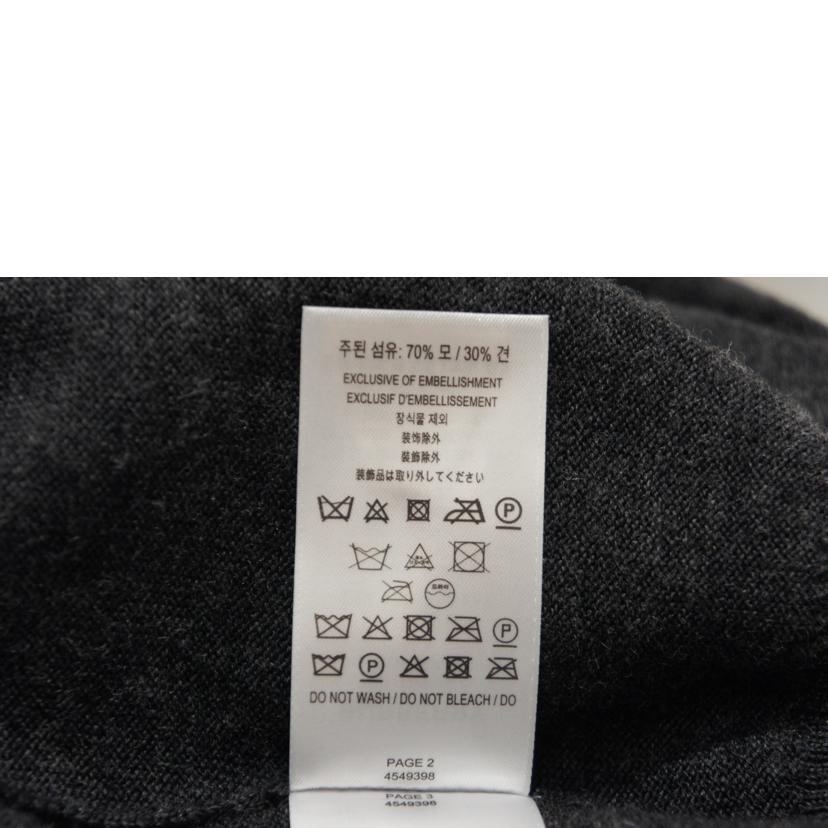 주된 섬유: 70% 모 / 30% 견
EXCLUSIVE OF EMBELLISHMENT
EXCLUSIF D'EMBELLISSEMENT
장식물 제외
装饰除外
裝飾除外
装飾品は取り外してください
P
P
P
DO NOT WASH / DO NOT BLEACH / DO
PAGE 2
4549398
PAGE 3
4549398